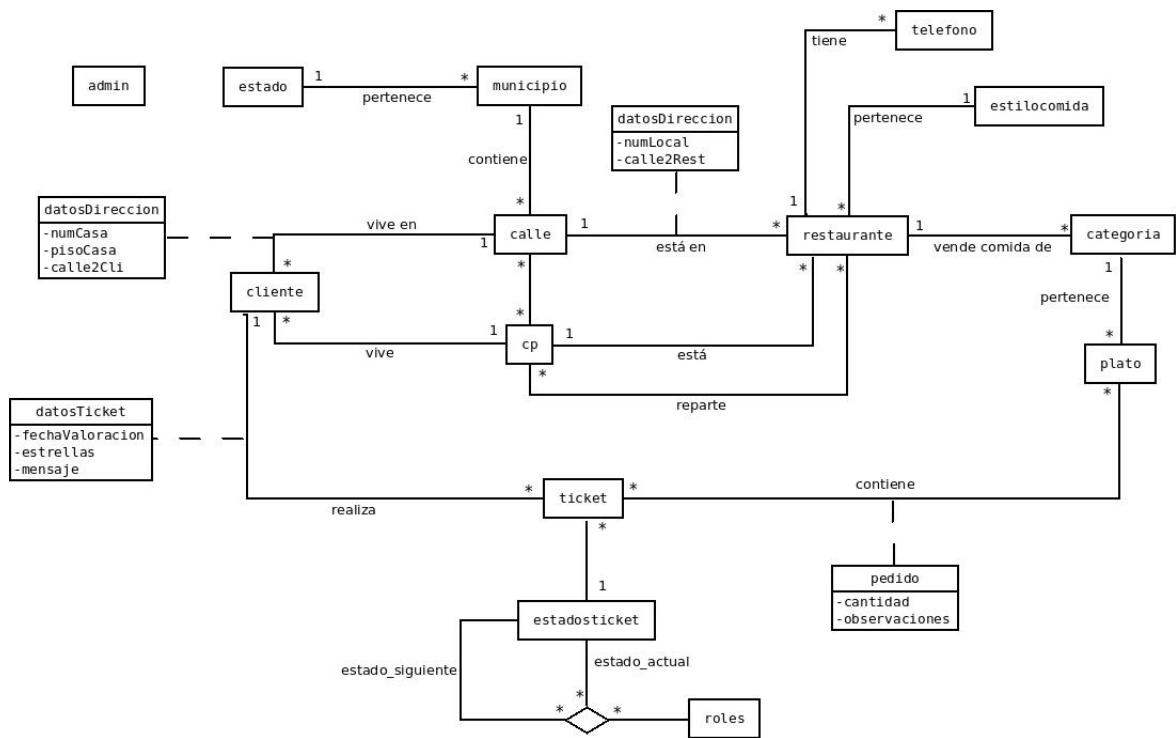 tiene
*
telefono
admin
estado
1
pertenece
*
municipio
pertenece
1
estilocomida
1
contiene
*
datosDireccion
-numLocal
-calle2Rest
1
*
datosDireccion
-numCasa
-pisoCasa
-calle2Cli
vive en
1
calle
1
está en
*
restaurante
1
vende comida de
*
categoria
*
cliente
*
*
*
*
1
pertenece
1
*
vive
1
cp
1
está
*
plato
*
*
reparte
datosTicket
-fechaValoracion
-estrellas
-mensaje
realiza
*
ticket
*
contiene
*
1
pedido
-cantidad
-observaciones
estadosticket
estado_siguiente
estado_actual
*
*
*
roles